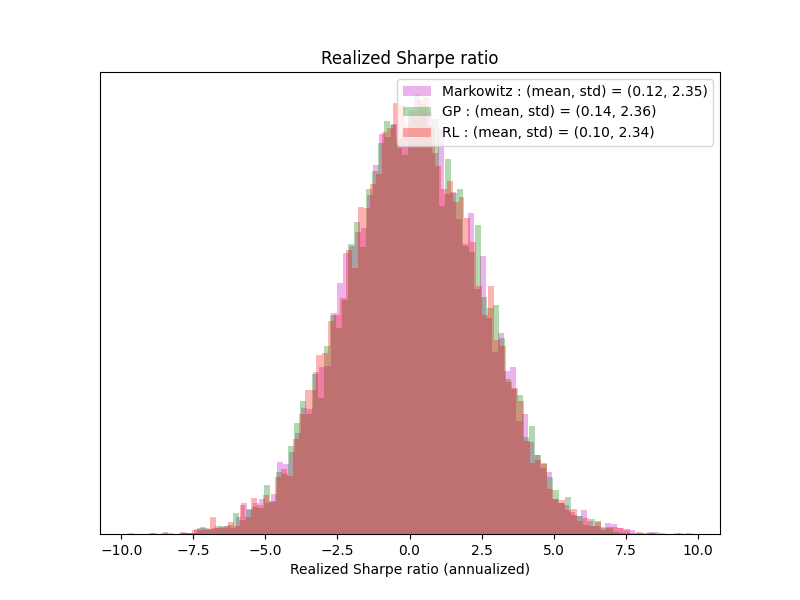 Realized Sharpe ratio
Markowitz : (mean, std) = (0.12, 2.35)
GP : (mean, std) = (0.14, 2.36)
RL : (mean, std) = (0.10, 2.34)
−10.0 −7.5 −5.0 −2.5 0.0 2.5 5.0 7.5 10.0
Realized Sharpe ratio (annualized)